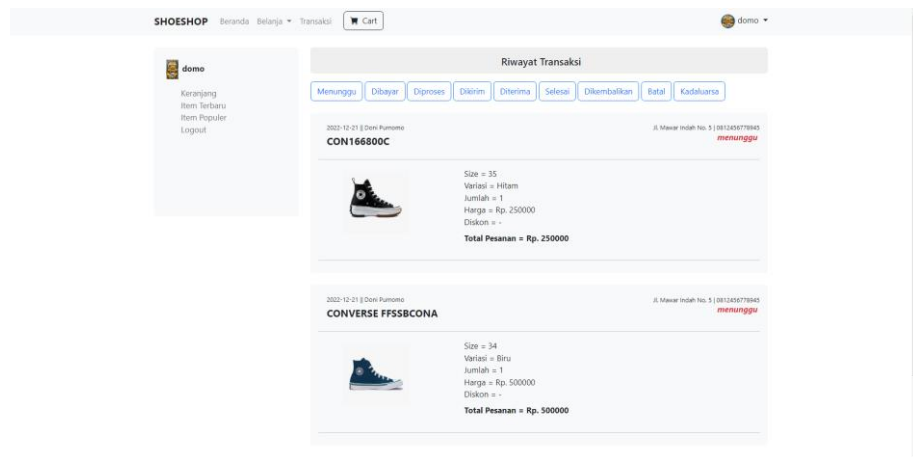 SHOESHOP Beranda Belanja Transaksi Cart domo
domo
Keranjang
Item Terbaru
Item Populer
Logout
Riwayat Transaksi
Menunggu Dibayar Diproses Dikirim Diterima Selesai Dikembalikan Batal Kadaluarsa
2022-12-21 || Doni Purnomo
CON166800C
Jl. Mawar Indah No. 5 | 0812456778945
menunggu
Size = 35
Variasi = Hitam
Jumlah = 1
Harga = Rp. 250000
Diskon = -
Total Pesanan = Rp. 250000
2022-12-21 || Doni Purnomo
CONVERSE FFSSBCONA
Jl. Mawar Indah No. 5 | 0812456778945
menunggu
Size = 34
Variasi = Biru
Jumlah = 1
Harga = Rp. 500000
Diskon = -
Total Pesanan = Rp. 500000